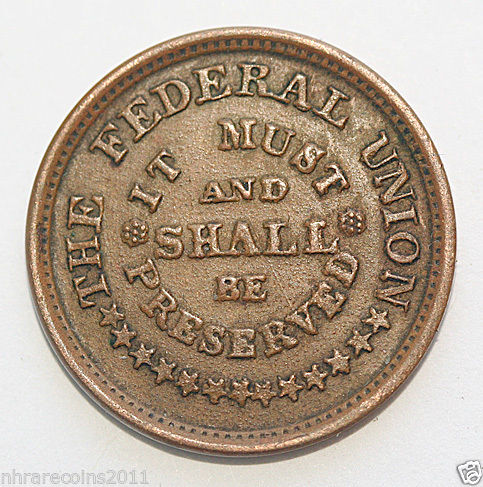 THE FEDERAL UNION
IT MUST
AND
SHALL
BE
PRESERVED
nhrarecoins2011